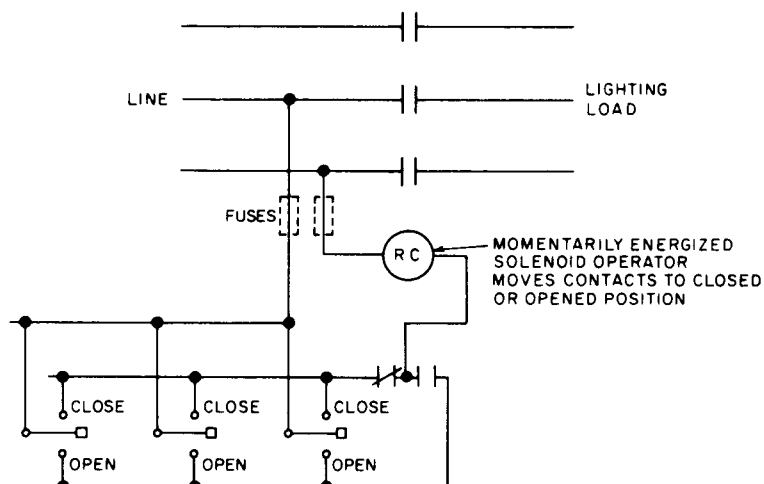 LINE
LIGHTING
LOAD
FUSES
RC
MOMENTARILY ENERGIZED
SOLENOID OPERATOR
MOVES CONTACTS TO CLOSED
OR OPENED POSITION
CLOSE CLOSE CLOSE
OPEN OPEN OPEN